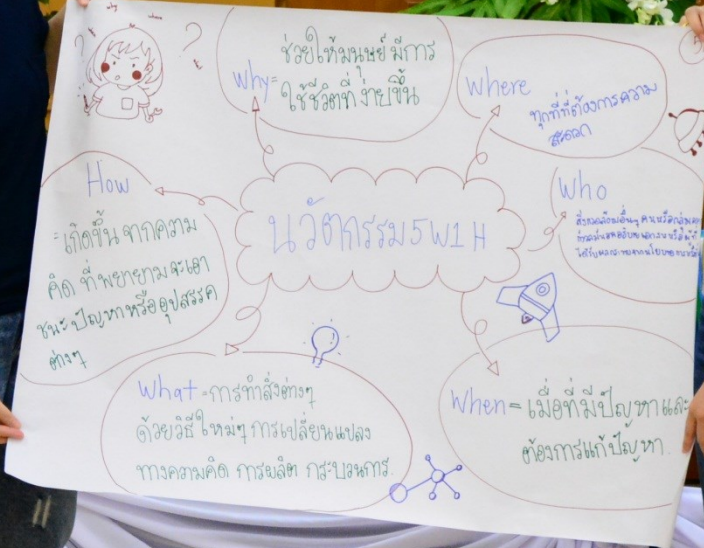 why
why
where
why = ช่วยให้มนุษย์ มีการ
ใช้ชีวิตที่ ง่ายขึ้น
where
ทุกที่ที่ต้องการความ
สะดวก
How
= เกิดขึ้น จากความ
คิด ที่พยายามจะเอา
ชนะปัญหาหรืออุปสรรค
ต่างๆ
นวัตกรรม 5W1H
who
what = การทำสิ่งต่างๆ
ด้วยวิธีใหม่ๆ การเปลี่ยนแปลง
ทางความคิด การผลิต กระบวนการ.
when = เมื่อที่มีปัญหาและ
ต้องการแก้ปัญหา.